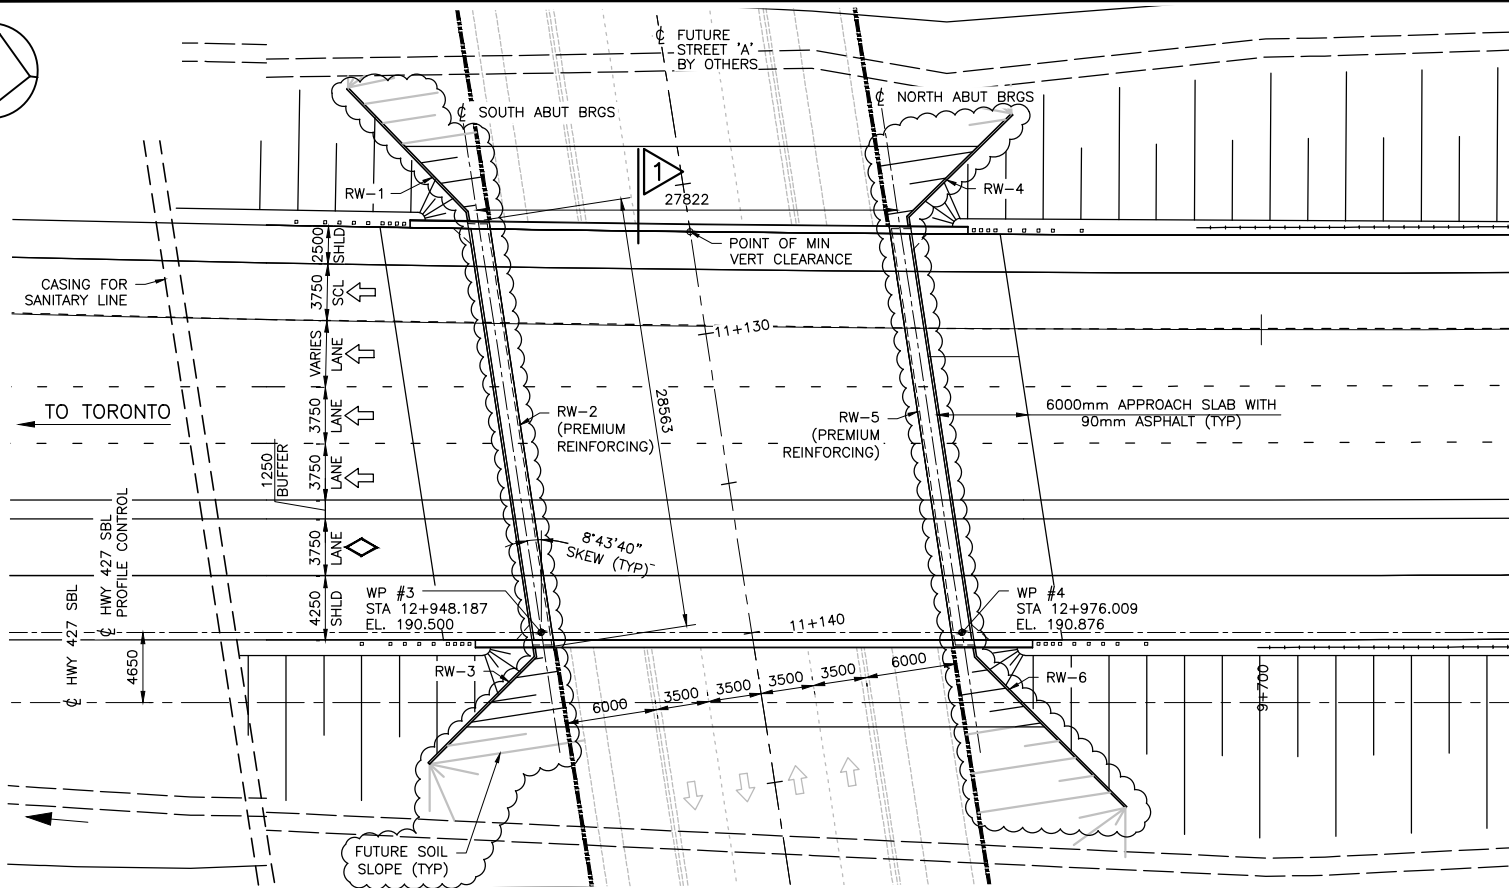 ℄ FUTURE
STREET 'A'
BY OTHERS
℄ SOUTH ABUT BRGS
℄ NORTH ABUT BRGS
1
RW-1
27822
RW-4
POINT OF MIN
VERT CLEARANCE
2500
SHLD
CASING FOR
SANITARY LINE
3750
SCL
11+130
VARIES
LANE
TO TORONTO
3750
LANE
RW-2
(PREMIUM
REINFORCING)
28563
RW-5
(PREMIUM
REINFORCING)
6000mm APPROACH SLAB WITH
90mm ASPHALT (TYP)
1250
BUFFER
3750
LANE
3750
LANE
8°43'40"
SKEW (TYP)
℄ HWY 427 SBL
PROFILE CONTROL
℄ HWY 427 SBL
4250
SHLD
WP #3
STA 12+948.187
EL. 190.500
WP #4
STA 12+976.009
EL. 190.876
11+140
4650
RW-3
RW-6
6000
3500
3500
3500
3500
6000
9+700
FUTURE SOIL
SLOPE (TYP)